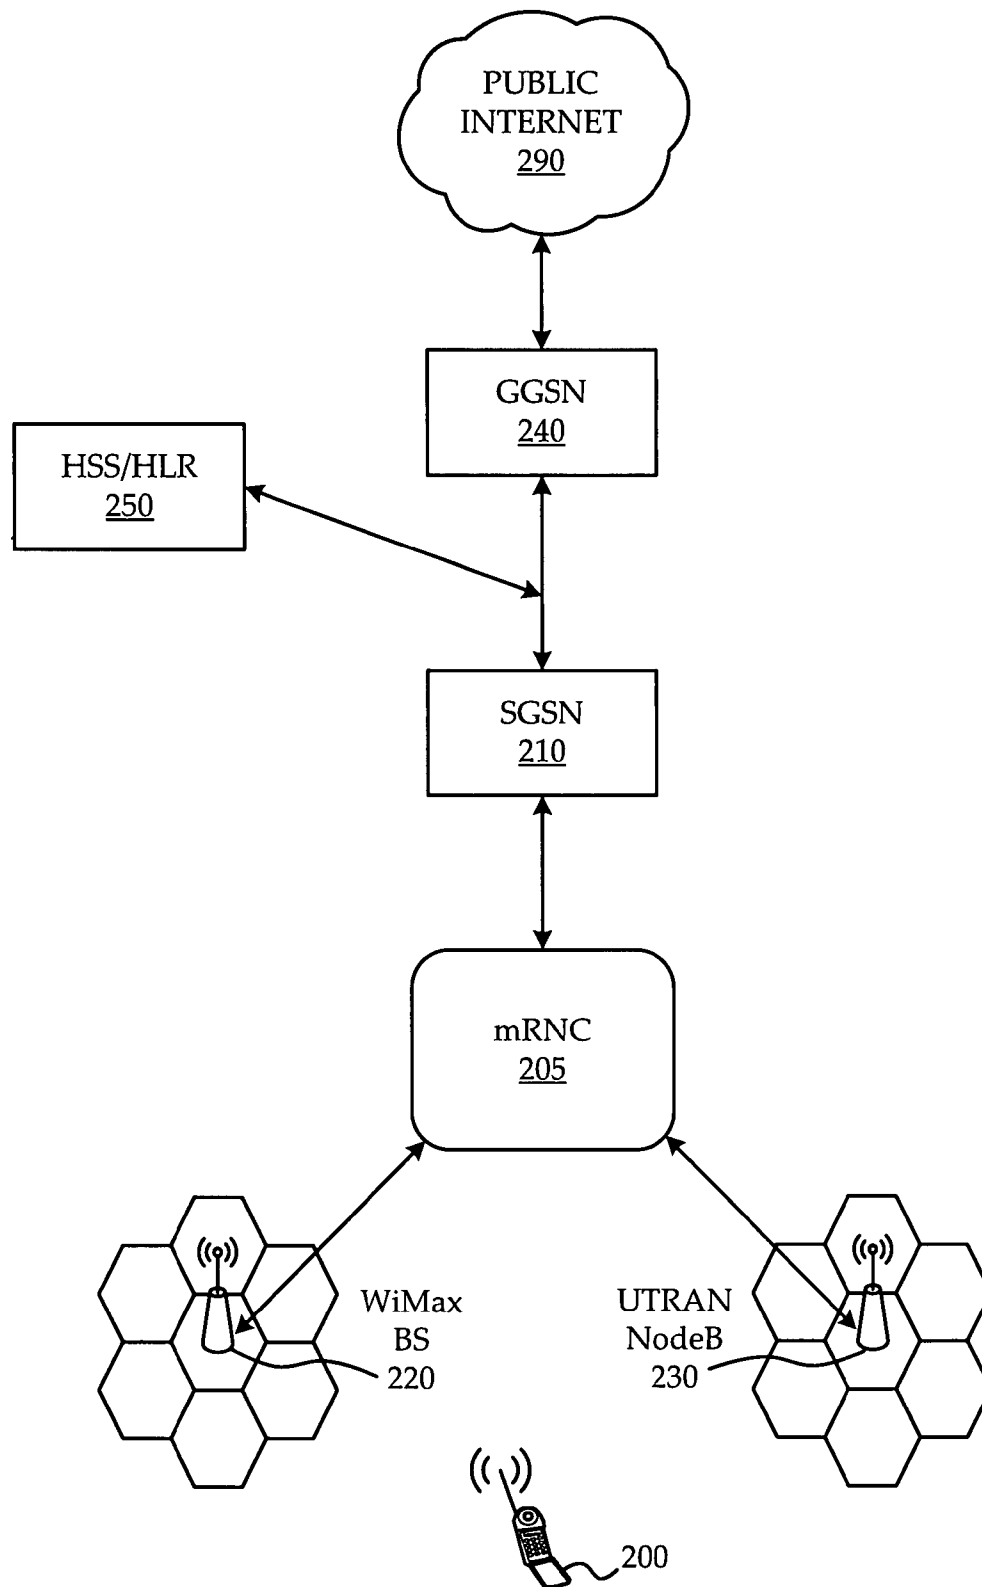 PUBLIC
INTERNET
290
GGSN
240
HSS/HLR
250
SGSN
210
mRNC
205
WiMax
BS
220
UTRAN
NodeB
230
200